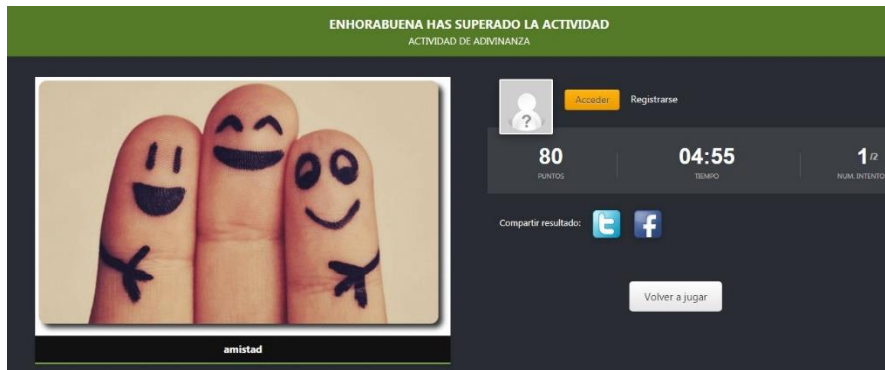 ENHORABUENA HAS SUPERADO LA ACTIVIDAD
ACTIVIDAD DE ADIVINANZA
Acceder Registrarse
80 04:55 1/2
PUNTOS TIEMPO NUM. INTENTO
Compartir resultado:
Volver a jugar
amistad